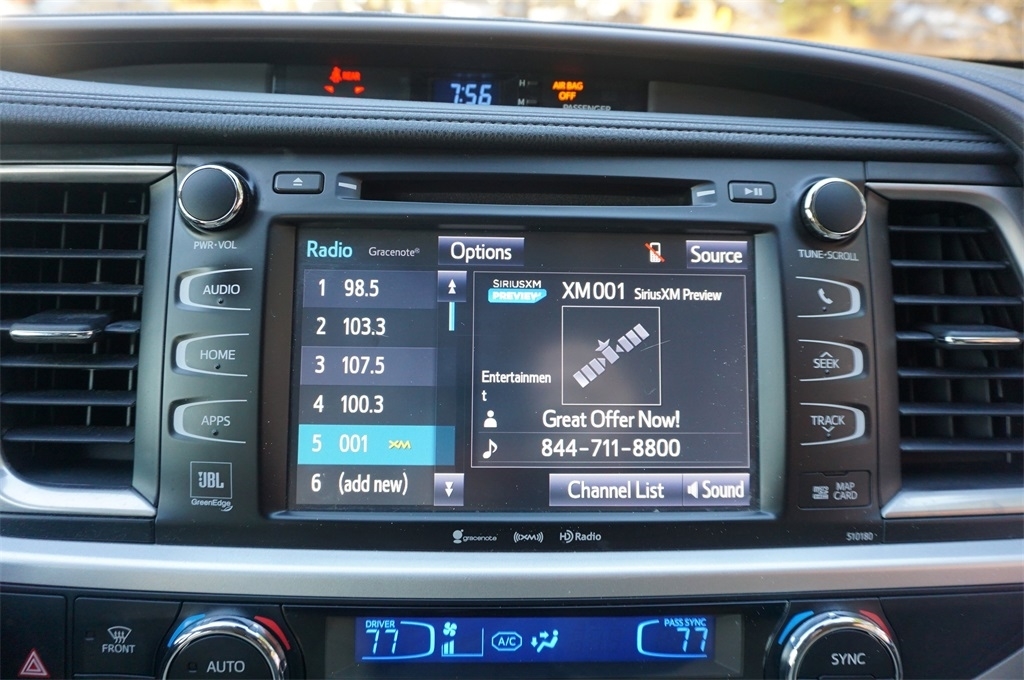 REAR
7:56
H
M
AIR BAG
OFF
PASSENGER
PWR•VOL
TUNE•SCROLL
AUDIO
HOME
APPS
JBL
GreenEdge
Radio Gracenote® Options Source
1 98.5
2 103.3
3 107.5
4 100.3
5 001 XM
6 (add new)
SIRIUSXM
PREVIEW
XM001 SiriusXM Preview
Entertainmen
t
Great Offer Now!
844-711-8800
Channel List
Sound
SEEK
TRACK
MAP
CARD
gracenote (XM) HD Radio
510180
FRONT
AUTO
DRIVER
77
A/C
PASS SYNC
77
SYNC